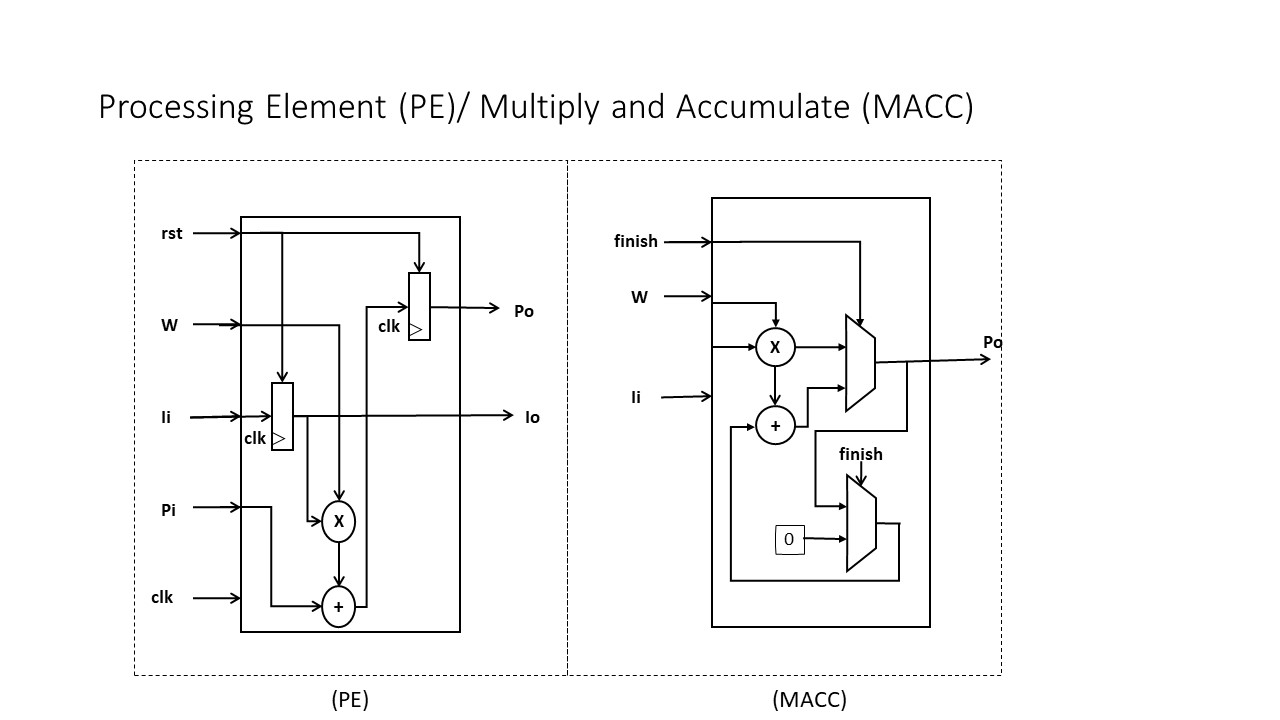 Processing Element (PE)/ Multiply and Accumulate (MACC)
rst
W
Ii
Pi
clk
clk
clk
X
+
Po
Io
(PE)
finish
W
Ii
X
+
finish
0
Po
(MACC)